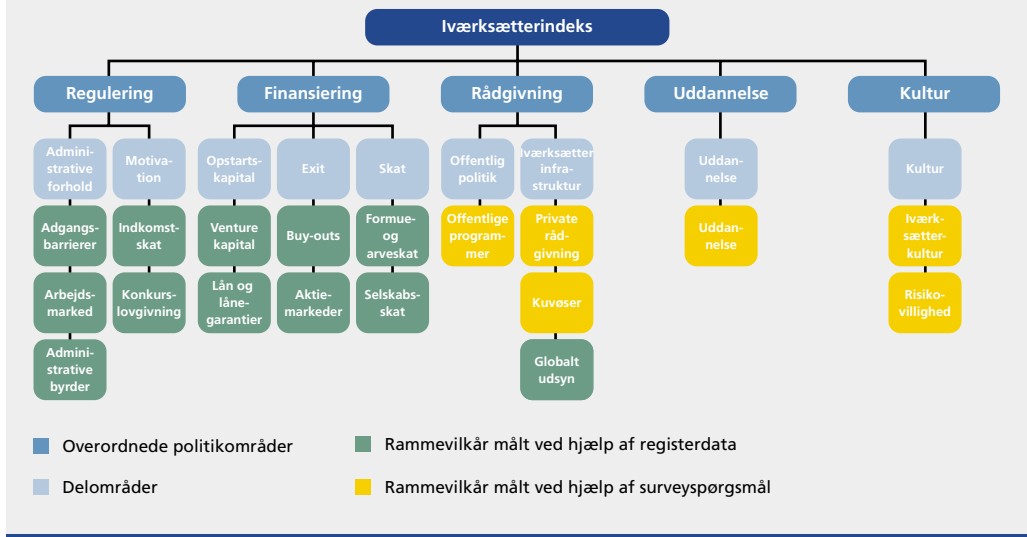 Iværksætterindeks
Regulering
Finansiering
Rådgivning
Uddannelse
Kultur
Admini-
strative
forhold
Motiva-
tion
Opstarts-
kapital
Exit
Skat
Offentlig
politik
Iværksætter
infra-
struktur
Uddan-
nelse
Kultur
Adgangs-
barrierer
Indkomst-
skat
Venture
kapital
Buy-outs
Formue-
og
arveskat
Offentlige
program-
mer
Private
råd-
givning
Uddan-
nelse
Iværk-
sætter-
kultur
Arbejds-
marked
Konkurs-
lovgivning
Lån og
låne-
garantier
Aktie-
markeder
Selskabs-
skat
Kuvøser
Risiko-
villighed
Admini-
strative
byrder
Globalt
udsyn
Overordnede politikområder
Rammevilkår målt ved hjælp af registerdata
Delområder
Rammevilkår målt ved hjælp af surveyspørgsmål